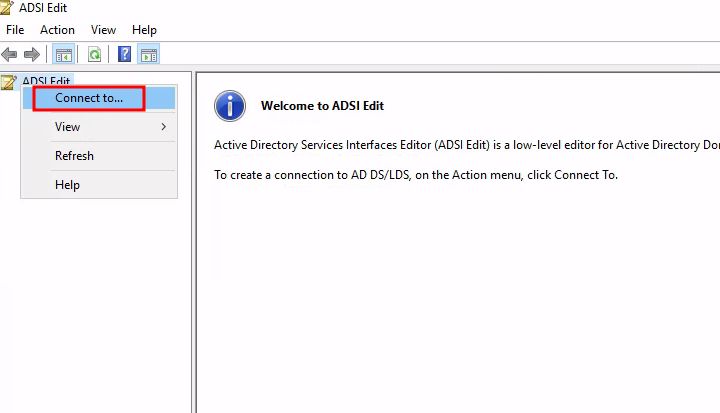 ADSI Edit
File Action View Help
ADSI Edit
Connect to...
View
Refresh
Help
Welcome to ADSI Edit
Active Directory Services Interfaces Editor (ADSI Edit) is a low-level editor for Active Directory
To create a connection to AD DS/LDS, on the Action menu, click Connect To.